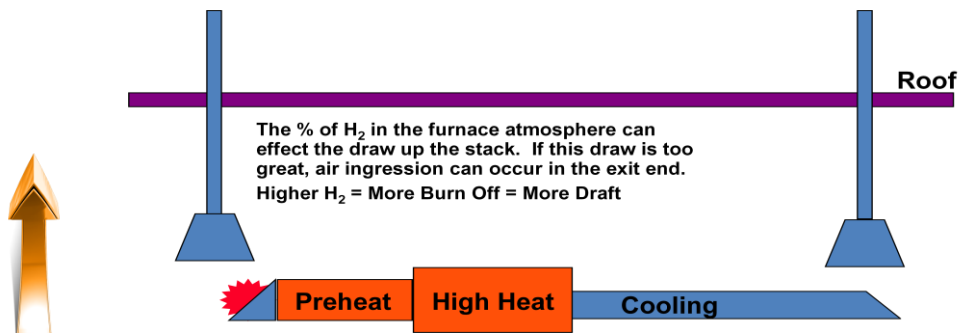 Roof
The % of H₂ in the furnace atmosphere can
effect the draw up the stack. If this draw is too
great, air ingression can occur in the exit end.
Higher H₂ = More Burn Off = More Draft
Preheat High Heat Cooling